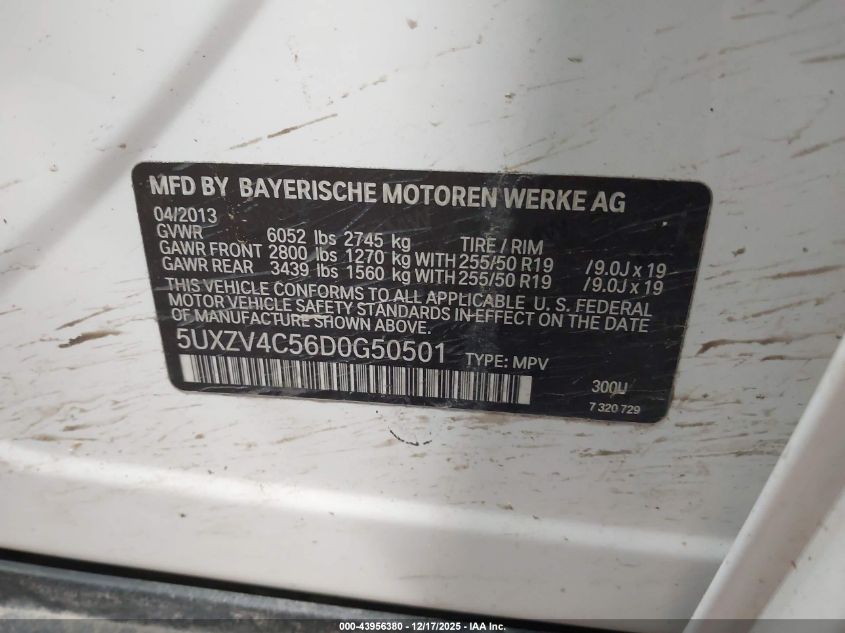 MFD BY BAYERISCHE MOTOREN WERKE AG
04/2013
GVWR 6052 lbs 2745 kg TIRE / RIM
GAWR FRONT 2800 lbs 1270 kg WITH 255/50 R19 /9.0J x 19
GAWR REAR 3439 lbs 1560 kg WITH 255/50 R19 /9.0J x 19
THIS VEHICLE CONFORMS TO ALL APPLICABLE U. S. FEDERAL
MOTOR VEHICLE SAFETY STANDARDS IN EFFECT ON THE DATE
OF MANUFACTURE SHOWN ABOVE.
5UXZV4C56D0G50501 TYPE: MPV
300U
7 320 729
000-43956380 - 12/17/2025 - IAA Inc.